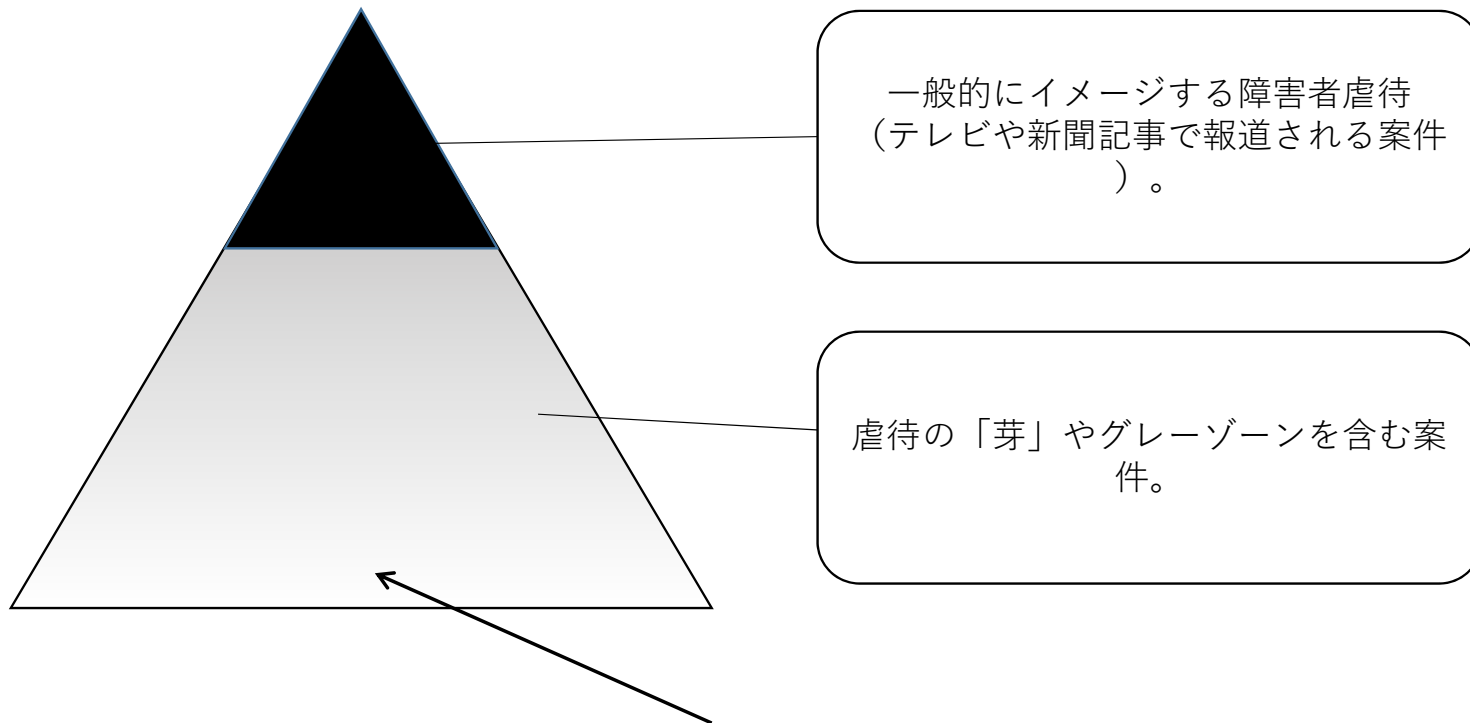 一般的にイメージする障害者虐待
（テレビや新聞記事で報道される案件
）。
虐待の「芽」やグレーゾーンを含む案
件。